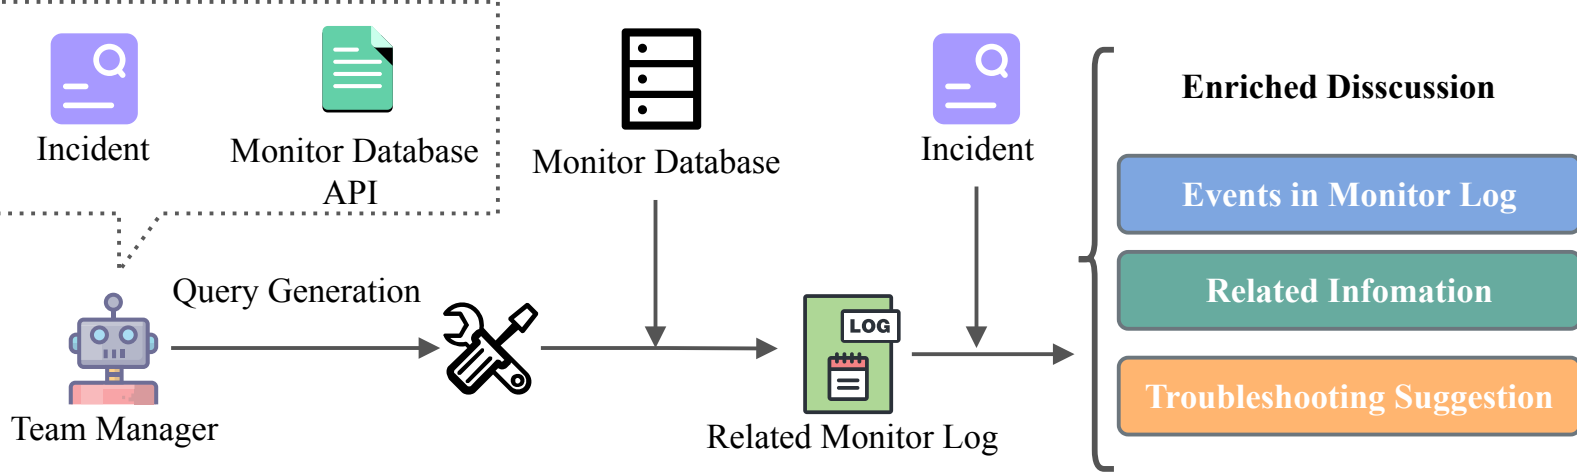 Incident
Monitor Database
API
Monitor Database
Incident
Enriched Disscussion
Events in Monitor Log
Related Infomation
Troubleshooting Suggestion
Query Generation
LOG
Team Manager
Related Monitor Log